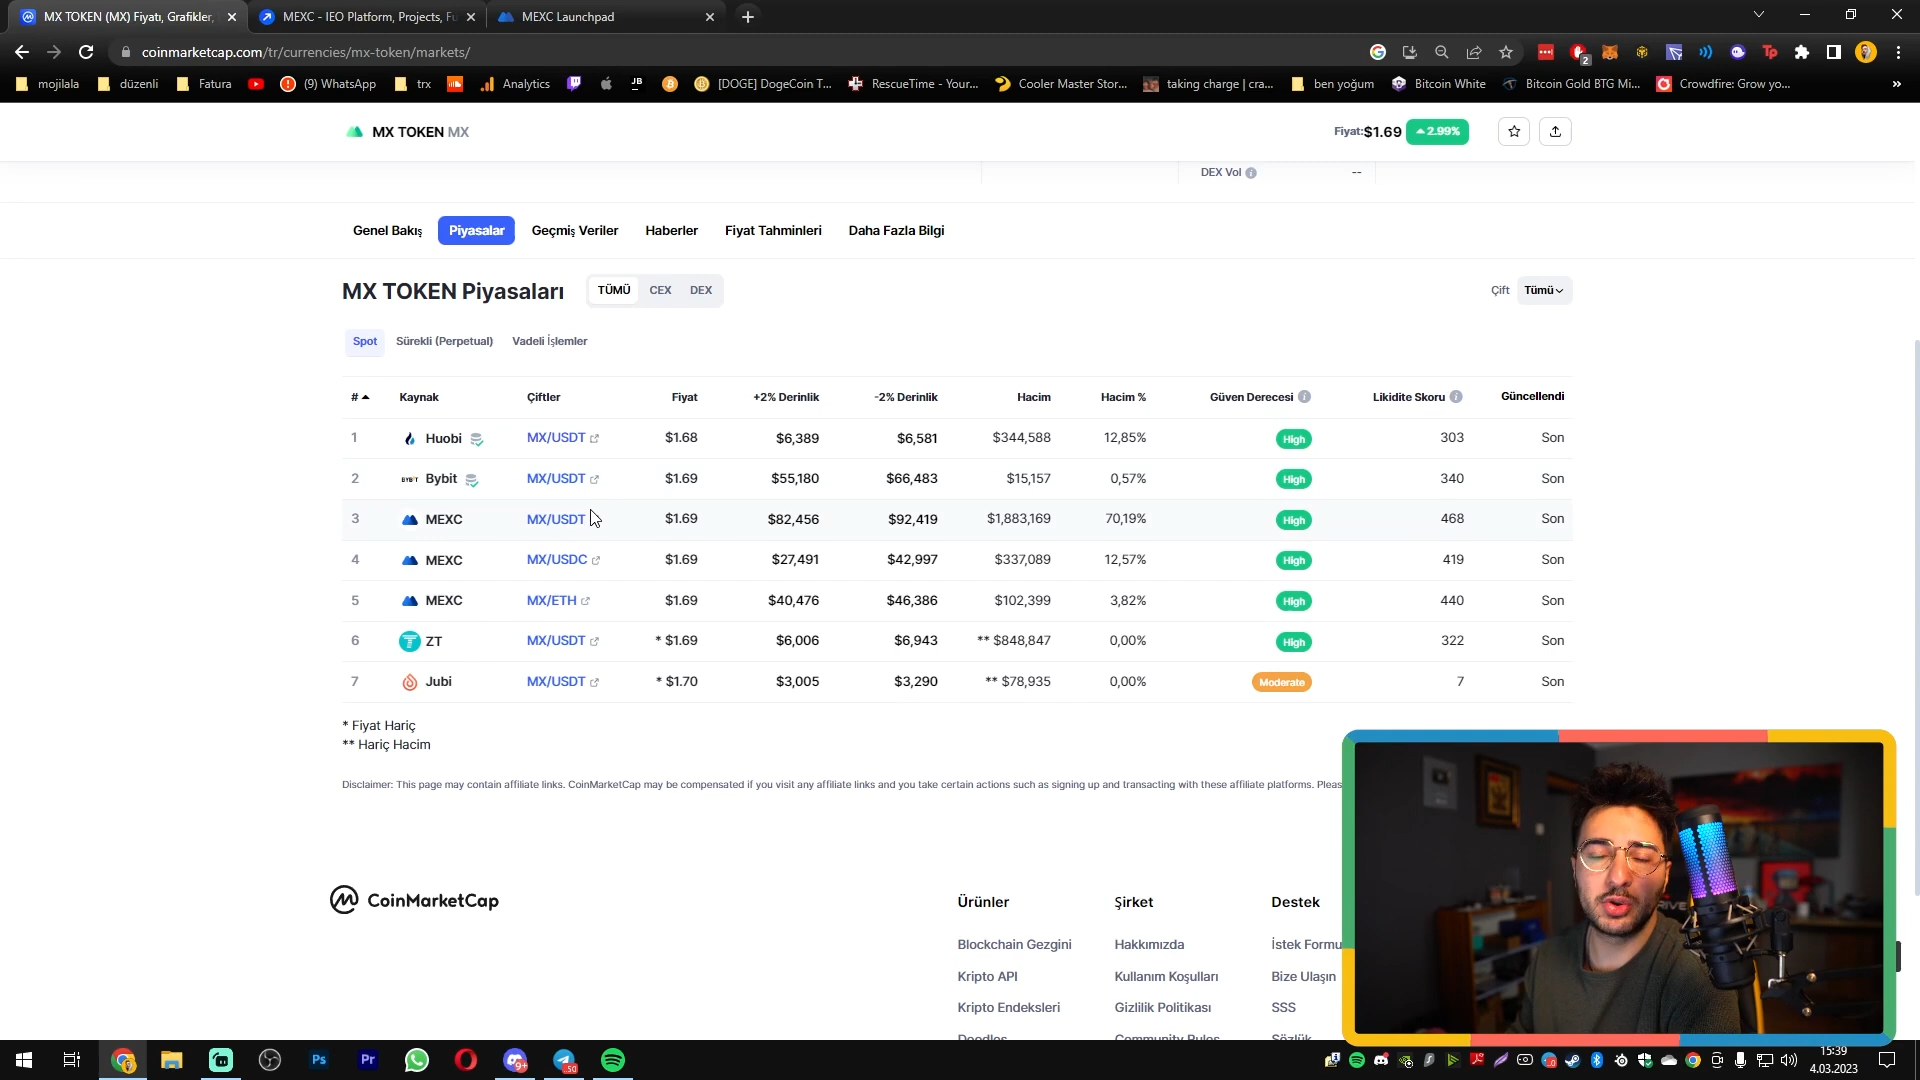 MX TOKEN (MX) Fiyatı, Grafikler,
MEXC - IEO Platform, Projects, Fu
MEXC Launchpad
coinmarketcap.com/tr/currencies/mx-token/markets/
mojilala
düzenli
Fatura
(9) WhatsApp
trx
Analytics
[DOGE] DogeCoin T...
RescueTime - Your...
Cooler Master Stor...
taking charge | cra...
ben yoğum
Bitcoin White
Bitcoin Gold BTG Mi...
Crowdfire: Grow yo...
MX TOKEN MX
Fiyat:$1.69 2.99%
DEX Vol --
Genel Bakış Piyasalar Geçmiş Veriler Haberler Fiyat Tahminleri Daha Fazla Bilgi
MX TOKEN Piyasaları TÜMÜ CEX DEX Çift Tümü
Spot Sürekli (Perpetual) Vadeli İşlemler
# Kaynak Çiftler Fiyat +2% Derinlik -2% Derinlik Hacim Hacim % Güven Derecesi Likidite Skoru Güncellendi
1 Huobi MX/USDT $1.68 $6,389 $6,581 $344,588 12,85% High 303 Son
2 BYBIT Bybit MX/USDT $1.69 $55,180 $66,483 $15,157 0,57% High 340 Son
3 MEXC MX/USDT $1.69 $82,456 $92,419 $1,883,169 70,19% High 468 Son
4 MEXC MX/USDC $1.69 $27,491 $42,997 $337,089 12,57% High 419 Son
5 MEXC MX/ETH $1.69 $40,476 $46,386 $102,399 3,82% High 440 Son
6 ZT MX/USDT * $1.69 $6,006 $6,943 ** $848,847 0,00% High 322 Son
7 Jubi MX/USDT * $1.70 $3,005 $3,290 ** $78,935 0,00% Moderate 7 Son
* Fiyat Hariç
** Hariç Hacim
Disclaimer: This page may contain affiliate links. CoinMarketCap may be compensated if you visit any affiliate links and you take certain actions such as signing up and transacting with these affiliate platforms. Pleas
CoinMarketCap
Ürünler Şirket Destek
Blockchain Gezgini Hakkımızda İstek Formu
Kripto API Kullanım Koşulları Bize Ulaşın
Kripto Endeksleri Gizlilik Politikası SSS
Doodles Community Rules Sözlük
Ps Pr
15:39
4.03.2023